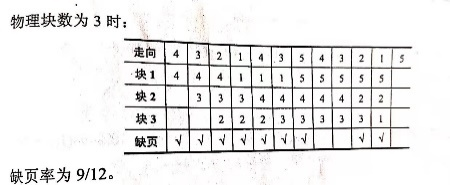 物理块数为 3 时：
走向 4 3 2 1 4 3 5 4 3 2 1 5
块 1 4 4 4 1 1 1 5 5 5 5 5
块 2 3 3 3 4 4 4 4 4 2 2
块 3 2 2 2 3 3 3 3 3 1
缺页 √ √ √ √ √ √ √ √ √
缺页率为 9/12。